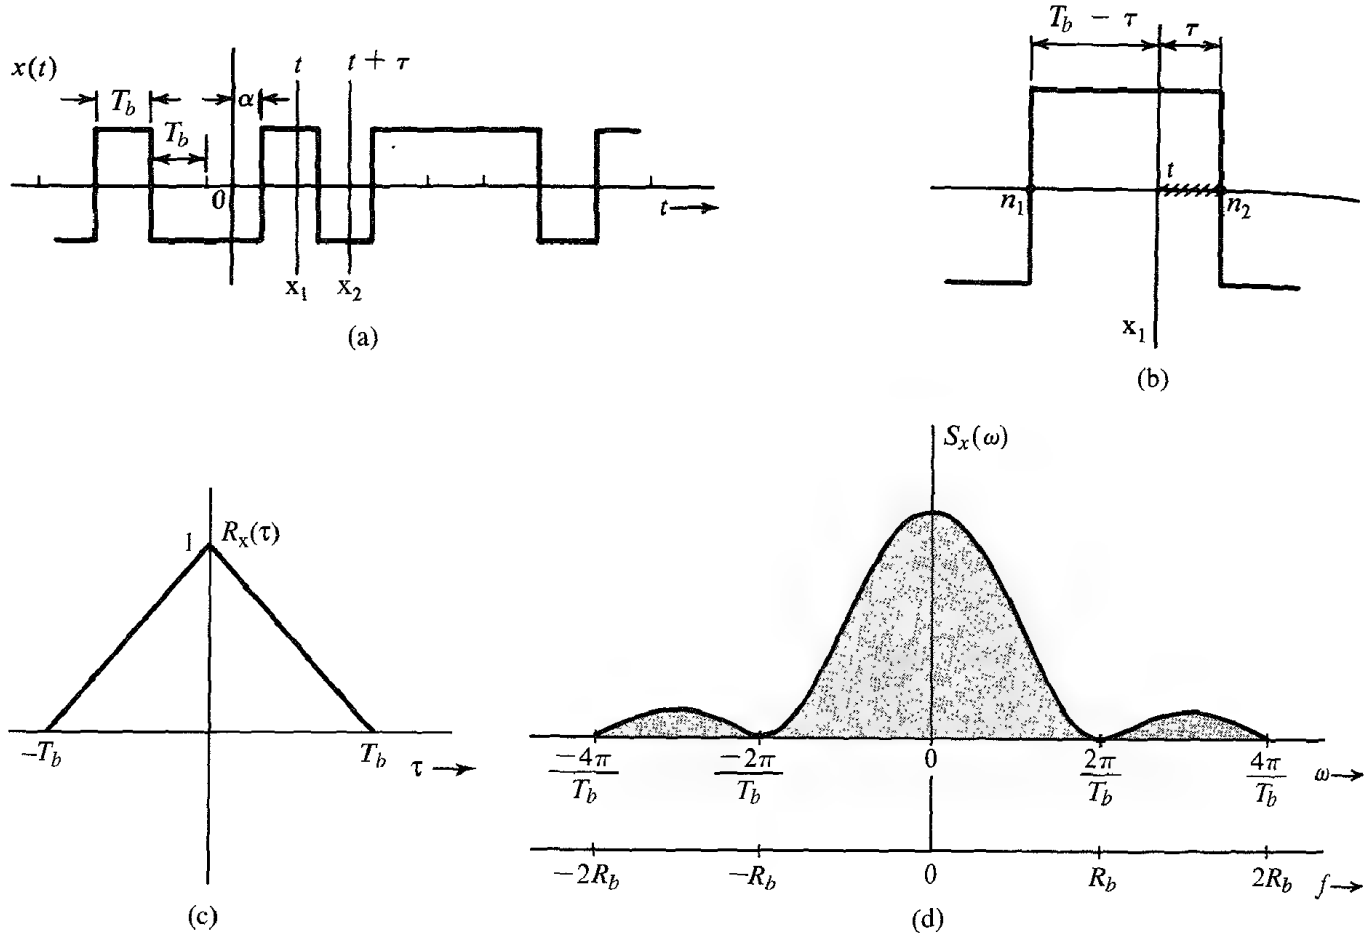 x(t)
T_b
T_b
α
t
t + τ
0
t
x_1
x_2
(a)
T_b − τ
τ
t
n_1
n_2
x_1
(b)
R_x(τ)
1
−T_b
T_b
τ
(c)
S_x(ω)
−4π/T_b
−2π/T_b
0
2π/T_b
4π/T_b
ω
−2R_b
−R_b
0
R_b
2R_b
f
(d)